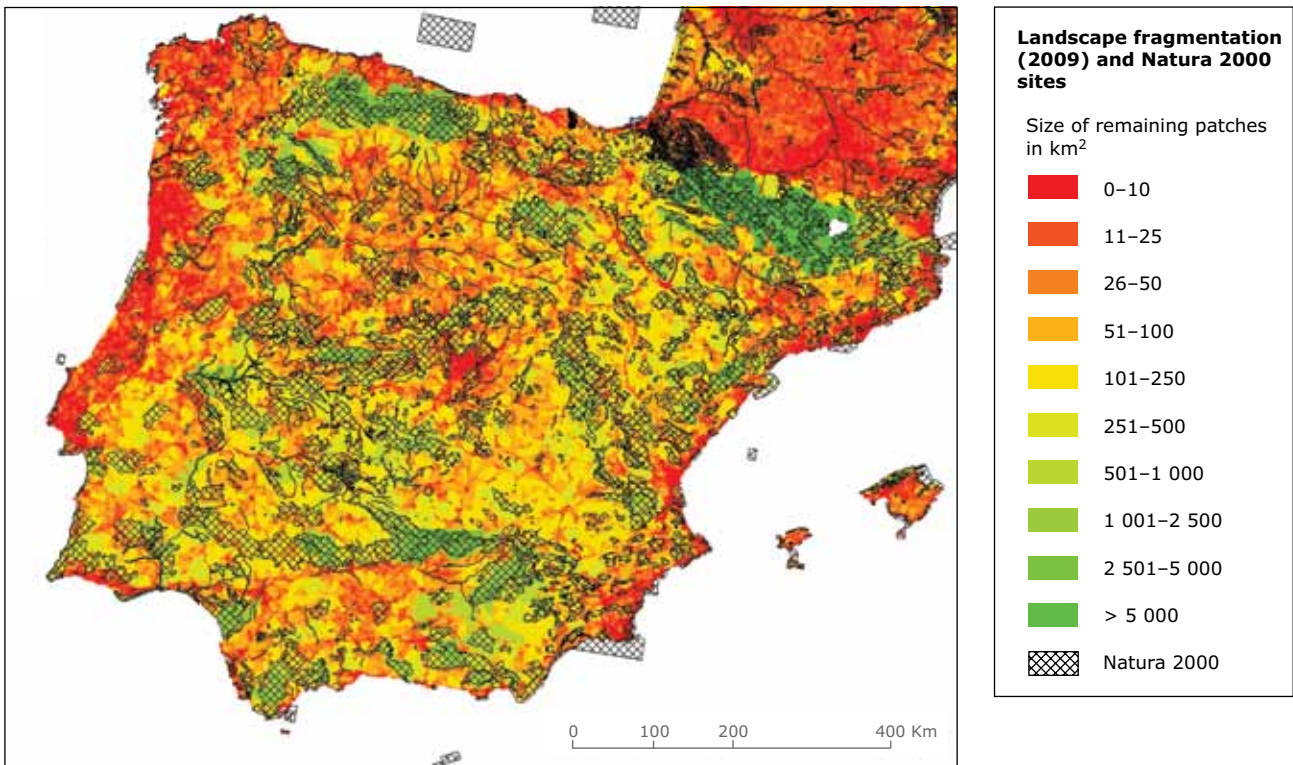 Landscape fragmentation
(2009) and Natura 2000
sites
Size of remaining patches
in km²
0–10
11–25
26–50
51–100
101–250
251–500
501–1 000
1 001–2 500
2 501–5 000
> 5 000
Natura 2000
0 100 200 400 Km